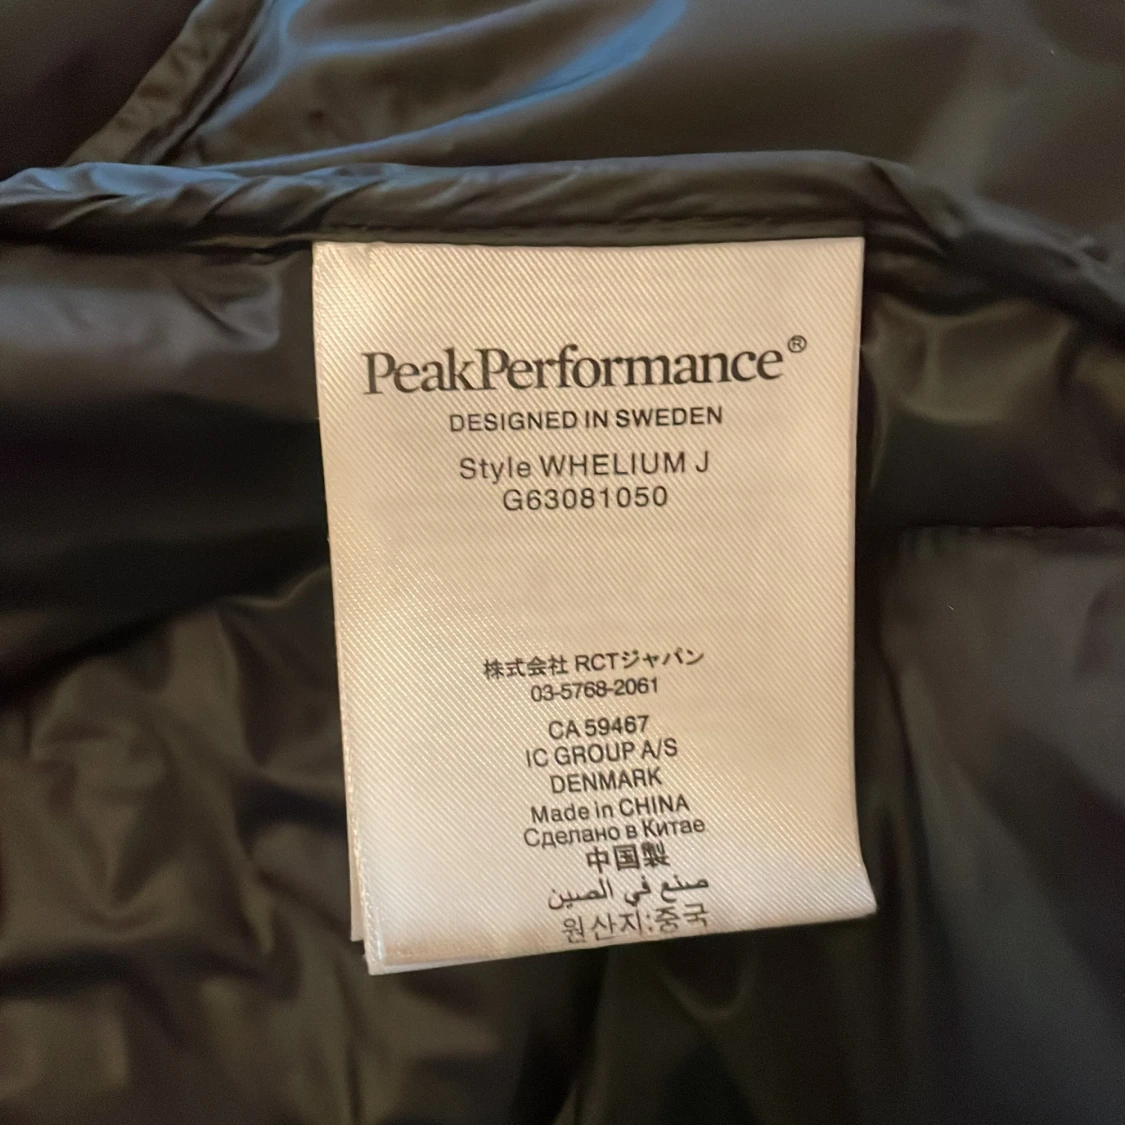 PeakPerformance®
DESIGNED IN SWEDEN
Style WHELIUM J
G63081050
株式会社 RCTジャパン
03-5768-2061
CA 59467
IC GROUP A/S
DENMARK
Made in CHINA
Сделано в Китае
中国製
صنع في الصين
원산지:중국